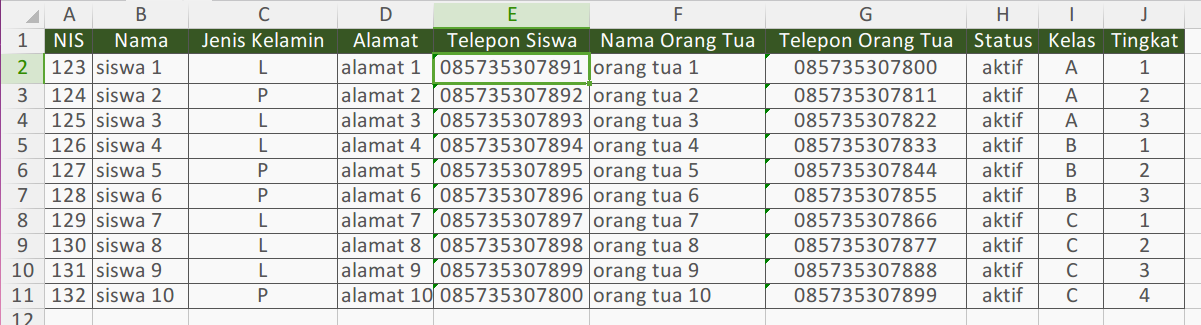 A B C D E F G H I J
1 NIS Nama Jenis Kelamin Alamat Telepon Siswa Nama Orang Tua Telepon Orang Tua Status Kelas Tingkat
2 123 siswa 1 L alamat 1 085735307891 orang tua 1 085735307800 aktif A 1
3 124 siswa 2 P alamat 2 085735307892 orang tua 2 085735307811 aktif A 2
4 125 siswa 3 L alamat 3 085735307893 orang tua 3 085735307822 aktif A 3
5 126 siswa 4 L alamat 4 085735307894 orang tua 4 085735307833 aktif B 1
6 127 siswa 5 P alamat 5 085735307895 orang tua 5 085735307844 aktif B 2
7 128 siswa 6 P alamat 6 085735307896 orang tua 6 085735307855 aktif B 3
8 129 siswa 7 L alamat 7 085735307897 orang tua 7 085735307866 aktif C 1
9 130 siswa 8 L alamat 8 085735307898 orang tua 8 085735307877 aktif C 2
10 131 siswa 9 L alamat 9 085735307899 orang tua 9 085735307888 aktif C 3
11 132 siswa 10 P alamat 10 085735307800 orang tua 10 085735307899 aktif C 4
12